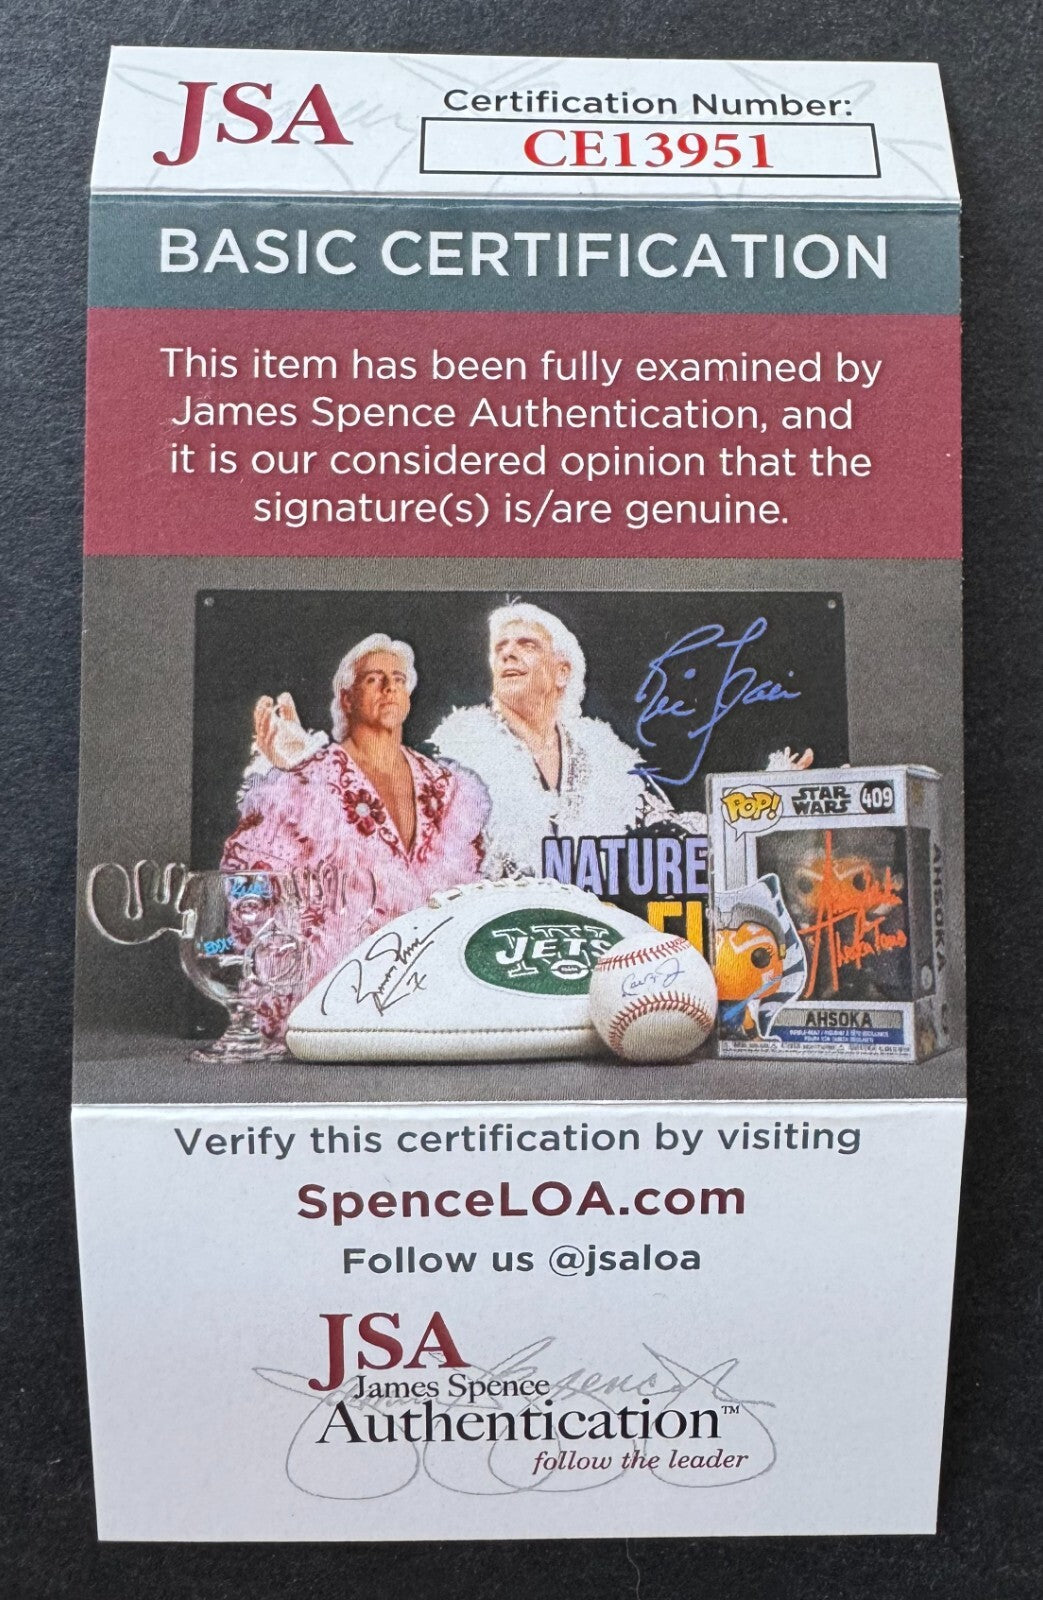 JSA
Certification Number:
CE13951
BASIC CERTIFICATION
This item has been fully examined by
James Spence Authentication, and
it is our considered opinion that the
signature(s) is/are genuine.
NATURE
JETS
POP!
STAR
WARS
409
AHSOKA
AHSOKA
Verify this certification by visiting
SpenceLOA.com
Follow us @jsaloa
JSA
James Spence
Authentication™
follow the leader